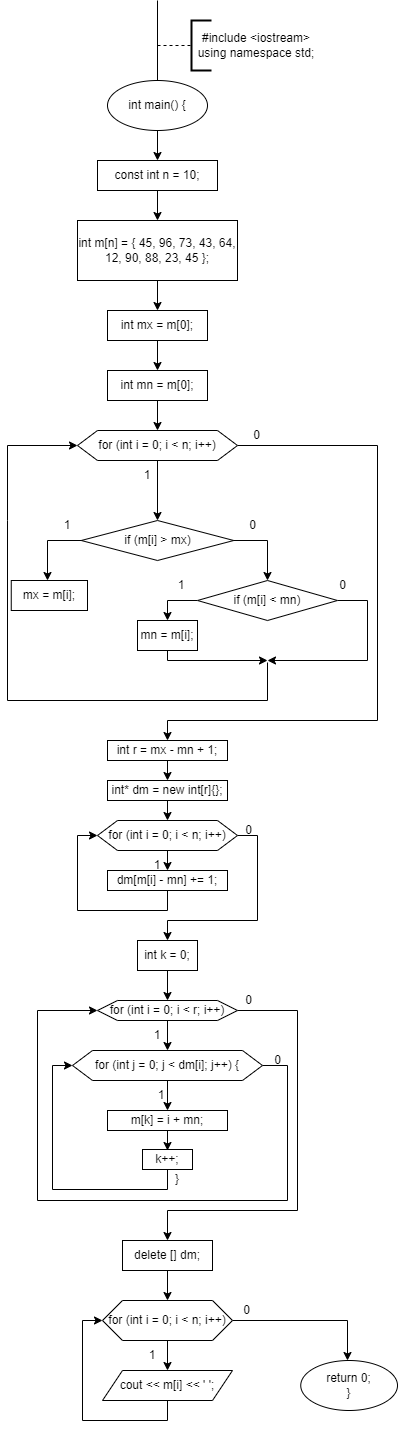 #include <iostream>
using namespace std;
int main() {
const int n = 10;
int m[n] = { 45, 96, 73, 43, 64,
12, 90, 88, 23, 45 };
int mx = m[0];
int mn = m[0];
for (int i = 0; i < n; i++)
0
1
if (m[i] > mx)
1
0
mx = m[i];
if (m[i] < mn)
1
0
mn = m[i];
int r = mx - mn + 1;
int* dm = new int[r]{};
for (int i = 0; i < n; i++)
0
1
dm[m[i] - mn] += 1;
int k = 0;
for (int i = 0; i < r; i++)
0
1
for (int j = 0; j < dm[i]; j++) {
0
1
m[k] = i + mn;
k++;
}
delete [] dm;
for (int i = 0; i < n; i++)
0
1
cout << m[i] << ' ';
return 0;
}